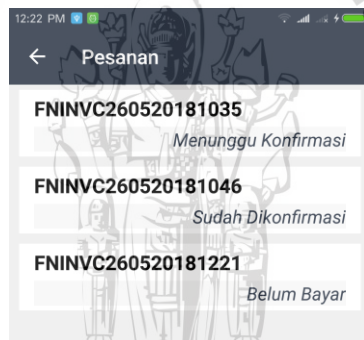 12:22 PM
Pesanan
FNINVC260520181035
Menunggu Konfirmasi
FNINVC260520181046
Sudah Dikonfirmasi
FNINVC260520181221
Belum Bayar